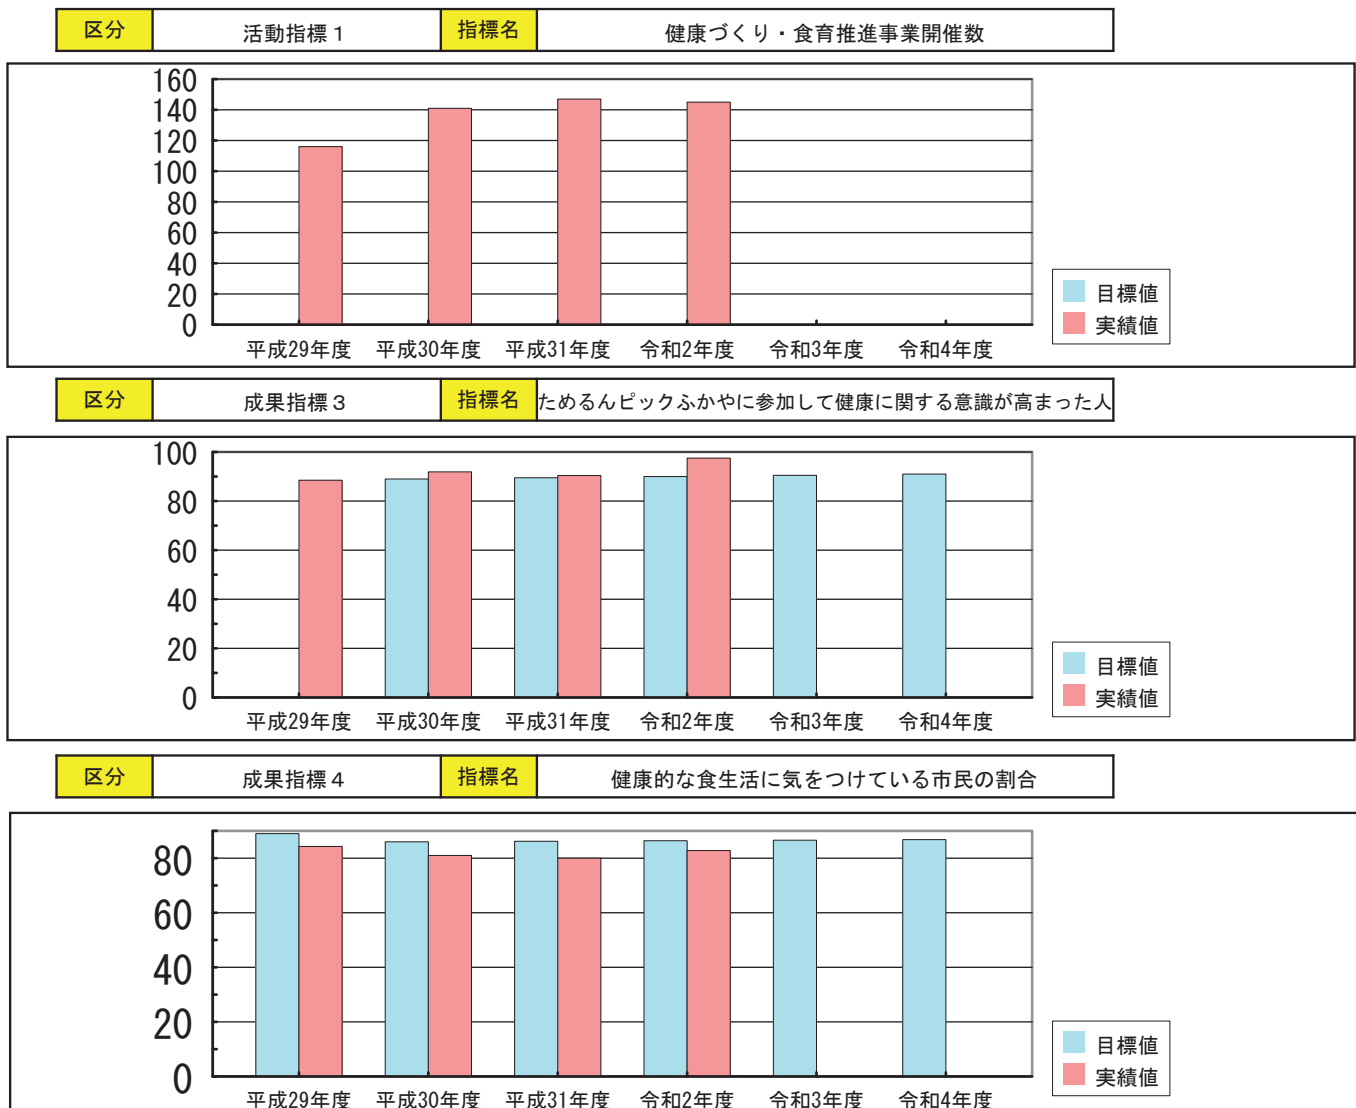 区分 活動指標1 指標名 健康づくり・食育推進事業開催数
160
140
120
100
80
60
40
20
0
平成29年度 平成30年度 平成31年度 令和2年度 令和3年度 令和4年度
目標値
実績値
区分 成果指標3 指標名 ためるんピックふかやに参加して健康に関する意識が高まった人
100
80
60
40
20
0
平成29年度 平成30年度 平成31年度 令和2年度 令和3年度 令和4年度
目標値
実績値
区分 成果指標4 指標名 健康的な食生活に気をつけている市民の割合
80
60
40
20
0
平成29年度 平成30年度 平成31年度 令和2年度 令和3年度 令和4年度
目標値
実績値